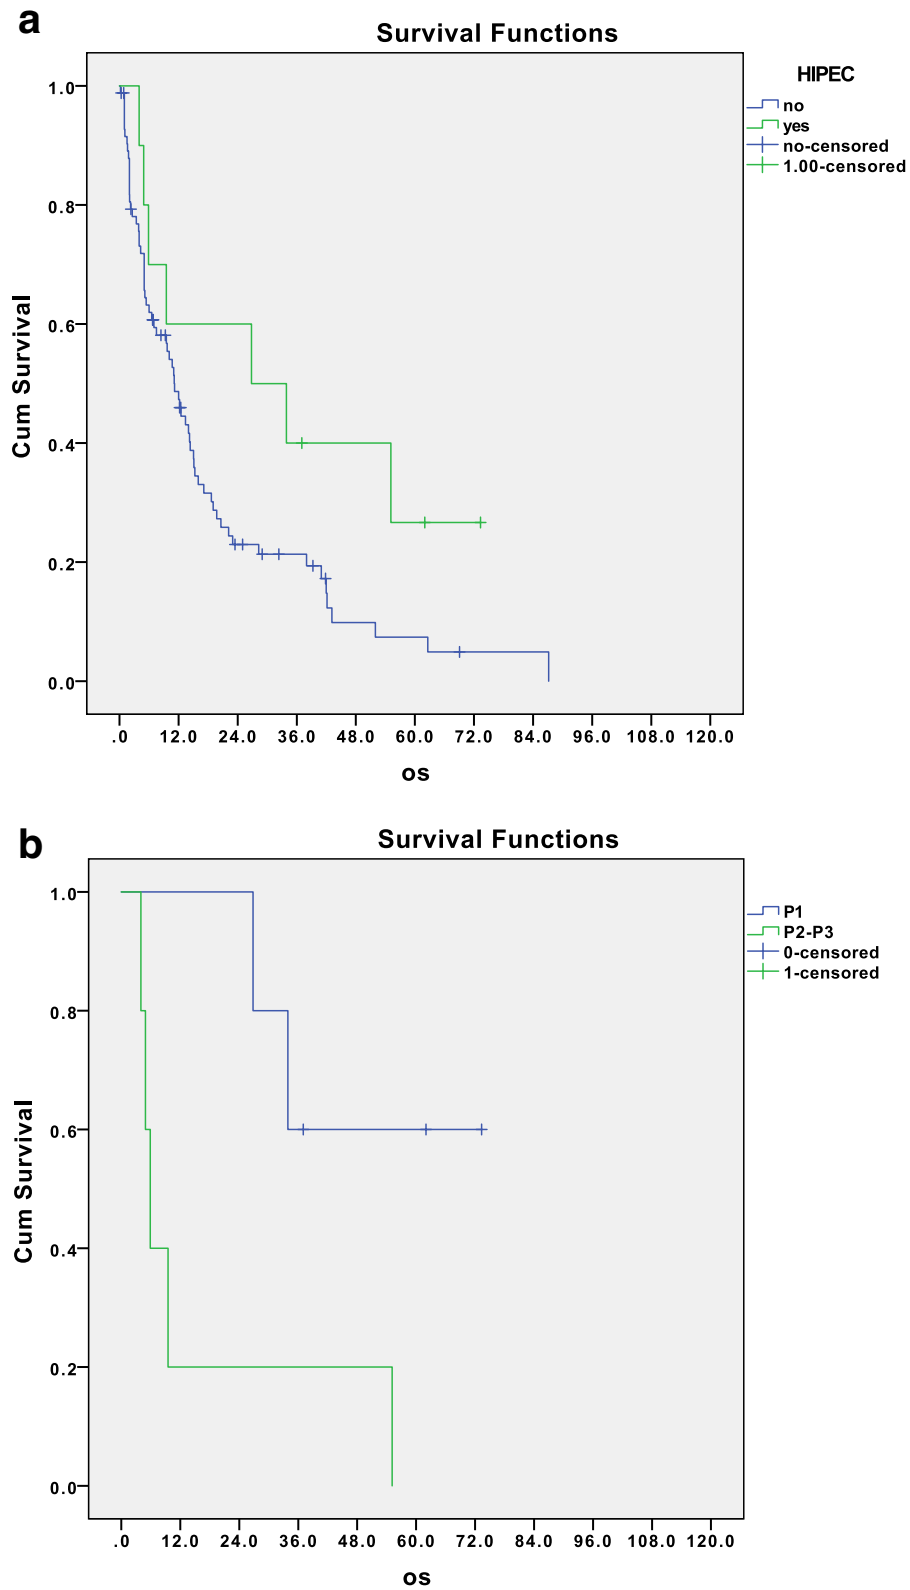 a
Survival Functions
HIPEC
no
yes
no-censored
1.00-censored
Cum Survival
1.0
0.8
0.6
0.4
0.2
0.0
.0 12.0 24.0 36.0 48.0 60.0 72.0 84.0 96.0 108.0 120.0
os
b
Survival Functions
P1
P2-P3
0-censored
1-censored
Cum Survival
1.0
0.8
0.6
0.4
0.2
0.0
.0 12.0 24.0 36.0 48.0 60.0 72.0 84.0 96.0 108.0 120.0
os